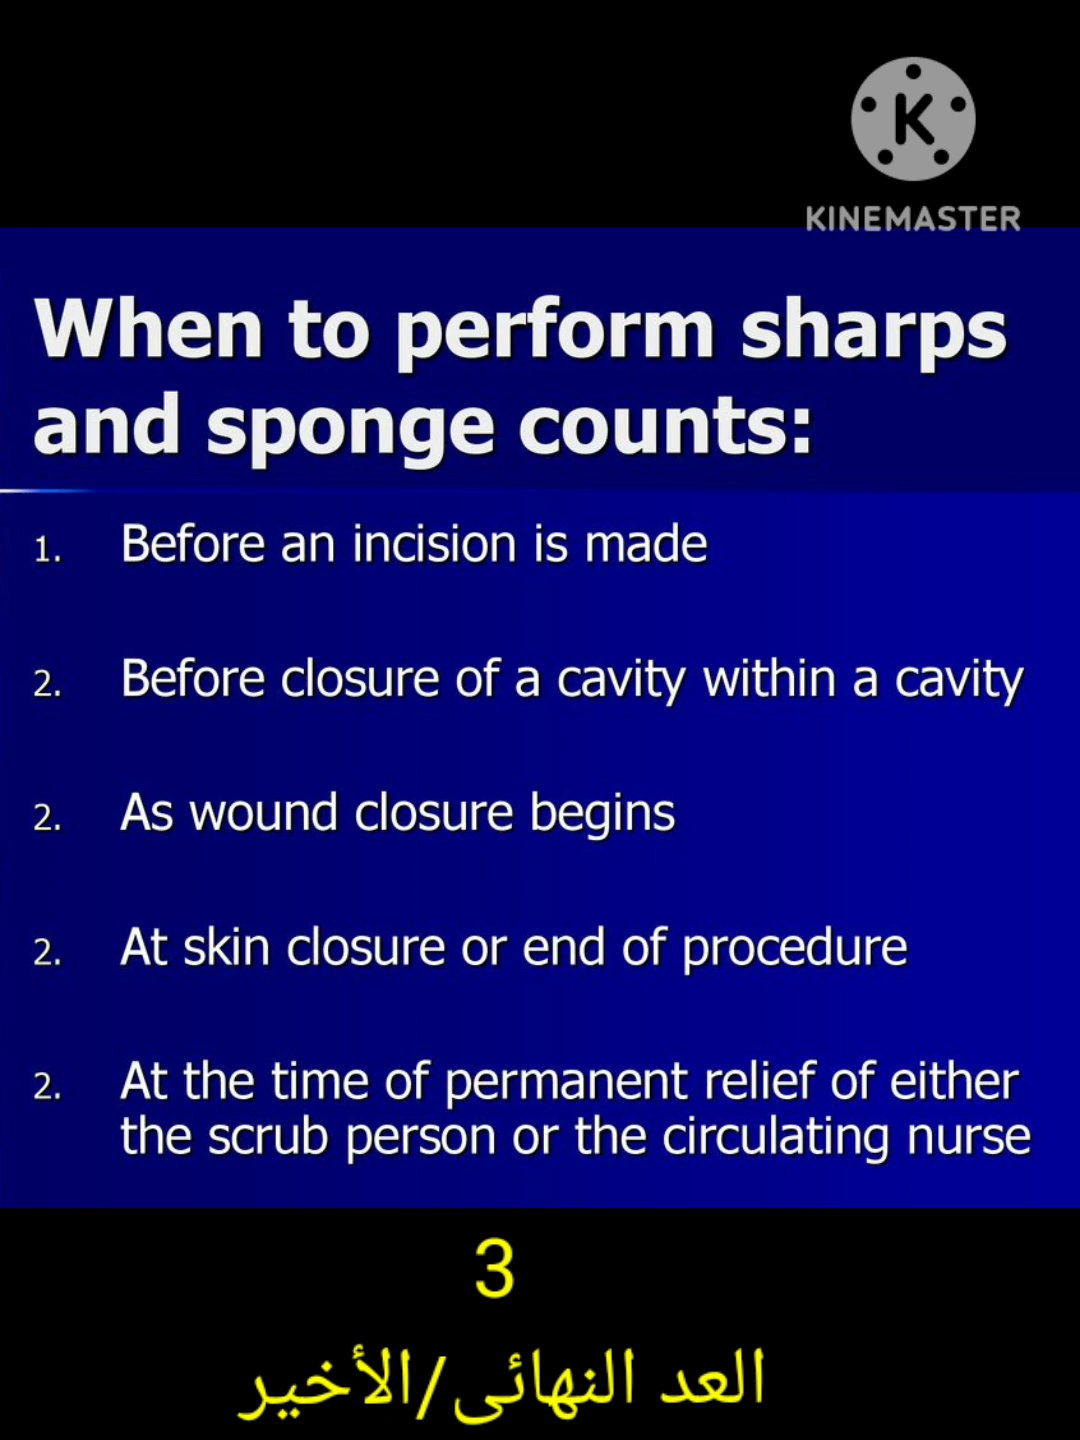 KINEMASTER
When to perform sharps
and sponge counts:
1. Before an incision is made
2. Before closure of a cavity within a cavity
2. As wound closure begins
2. At skin closure or end of procedure
2. At the time of permanent relief of either
the scrub person or the circulating nurse
3
العد النهائى/الأخير